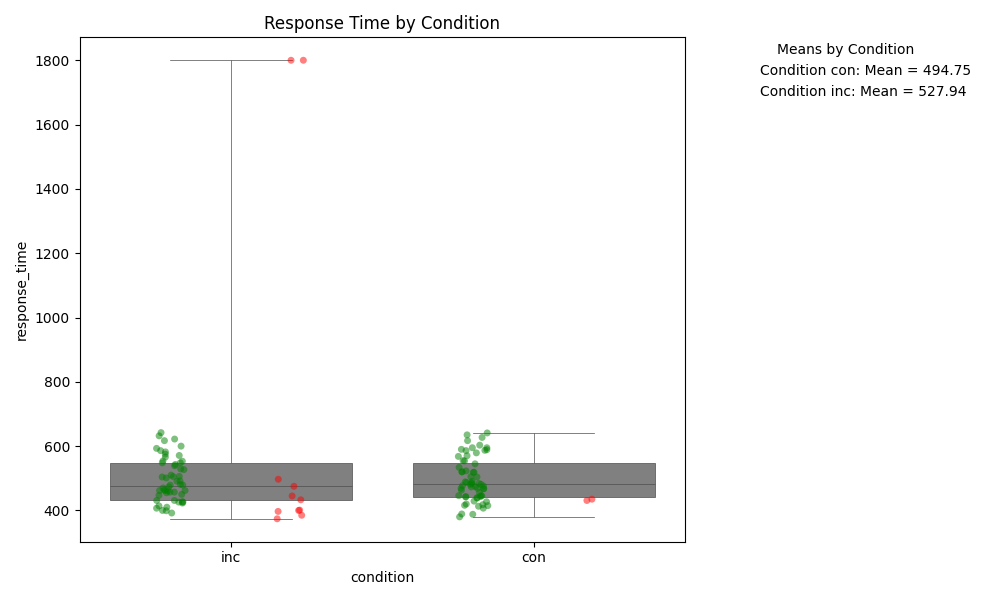 Response Time by Condition
Means by Condition
Condition con: Mean = 494.75
Condition inc: Mean = 527.94
1800
1600
1400
1200
1000
800
600
400
response_time
inc con
condition